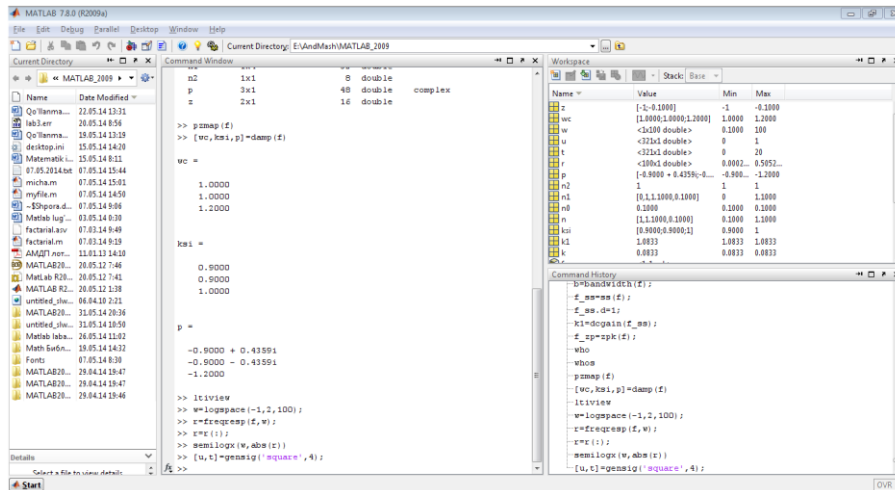 MATLAB 7.8.0 (R2009a)
File Edit Debug Parallel Desktop Window Help
Current Directory: E:\AndMash\MATLAB_2009
Current Directory
« MATLAB_2009
Name Date Modified
Qo'llanma... 22.05.14 13:31
lab3.err 20.05.14 8:56
Qo'llanma... 19.05.14 13:19
desktop.ini 15.05.14 14:20
Matematik i... 15.05.14 8:11
07.05.2014.txt 07.05.14 15:44
micha.m 07.05.14 15:01
myfile.m 07.05.14 14:50
~$Shpora.d... 07.05.14 9:06
Matlab lug'... 03.05.14 0:30
factarial.asv 07.03.14 9:49
factarial.m 07.03.14 9:19
АМДП лот... 11.01.13 14:10
MATLAB20... 20.05.12 7:46
MatLab R20... 20.05.12 7:41
MATLAB R2... 20.05.12 1:38
untitled_slw... 06.04.10 2:21
MATLAB20... 31.05.14 20:36
untitled_slw... 31.05.14 10:50
Matlab laba... 26.05.14 11:02
Math Библ... 19.05.14 14:32
Fonts 07.05.14 8:30
MATLAB20... 29.04.14 19:47
MATLAB20... 29.04.14 19:47
MATLAB20... 29.04.14 19:46
Details
Select a file to view details
Start
Command Window
n2 1x1 8 double
p 3x1 48 double complex
z 2x1 16 double
>> pzmap(f)
>> [wc,ksi,p]=damp(f)
wc =
1.0000
1.0000
1.2000
ksi =
0.9000
0.9000
1.0000
p =
-0.9000 + 0.4359i
-0.9000 - 0.4359i
-1.2000
>> ltiview
>> w=logspace(-1,2,100);
>> r=freqresp(f,w);
>> r=r(:);
>> semilogx(w,abs(r))
>> [u,t]=gensig('square',4);
fx >>
Workspace
Stack: Base
Name Value Min Max
z [-1;-0.1000] -1 -0.1000
wc [1.0000;1.0000;1.2000] 1.0000 1.2000
w <1x100 double> 0.1000 100
u <321x1 double> 0 1
t <321x1 double> 0 20
r <100x1 double> 0.0002... 0.5052...
p [-0.9000 + 0.4359i;-0.... -0.900... -1.2000
n2 1 1 1
n1 [0,1,1.1000,0.1000] 0 1.1000
n0 0.1000 0.1000 0.1000
n [1,1.1000,0.1000] 0.1000 1.1000
ksi [0.9000;0.9000;1] 0.9000 1
k1 1.0833 1.0833 1.0833
k 0.0833 0.0833 0.0833
Command History
b=bandwidth(f);
f_ss=ss(f);
f_ss.d=1;
k1=dcgain(f_ss);
f_zp=zpk(f);
who
whos
pzmap(f)
[wc,ksi,p]=damp(f)
ltiview
w=logspace(-1,2,100);
r=freqresp(f,w);
r=r(:);
semilogx(w,abs(r))
[u,t]=gensig('square',4);
OVR